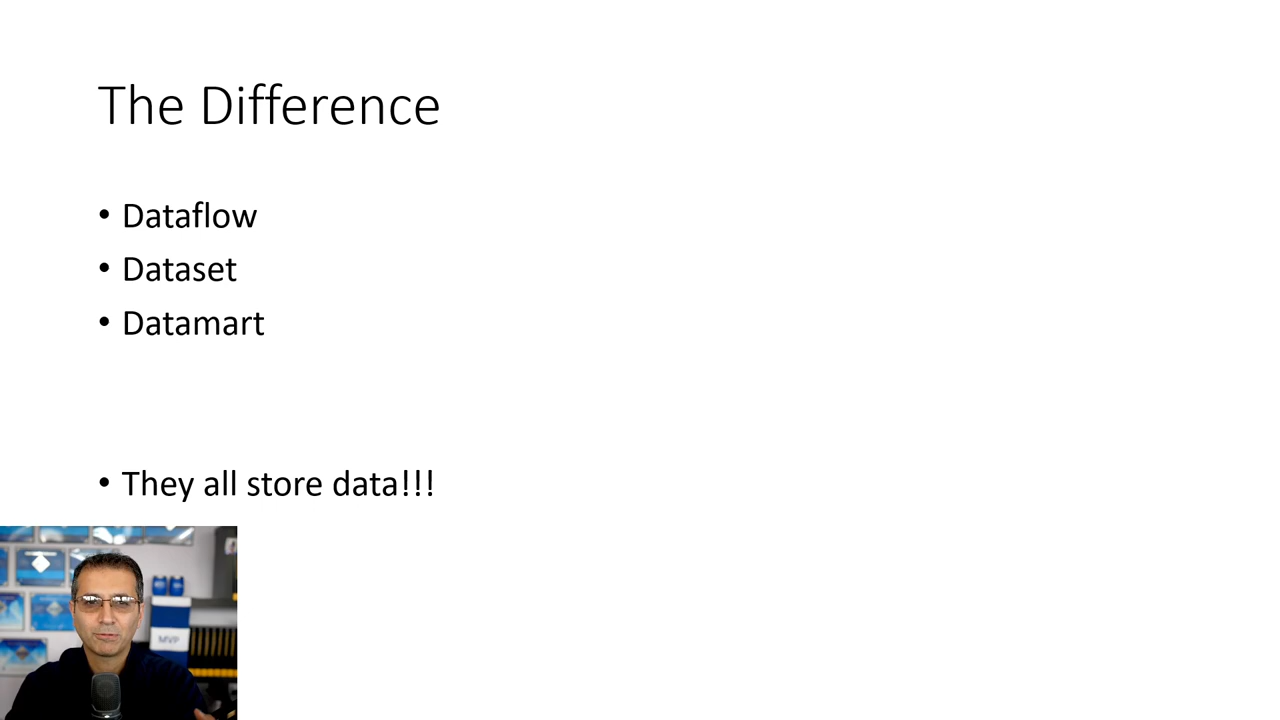 The Difference
• Dataflow
• Dataset
• Datamart
• They all store data!!!
MVP